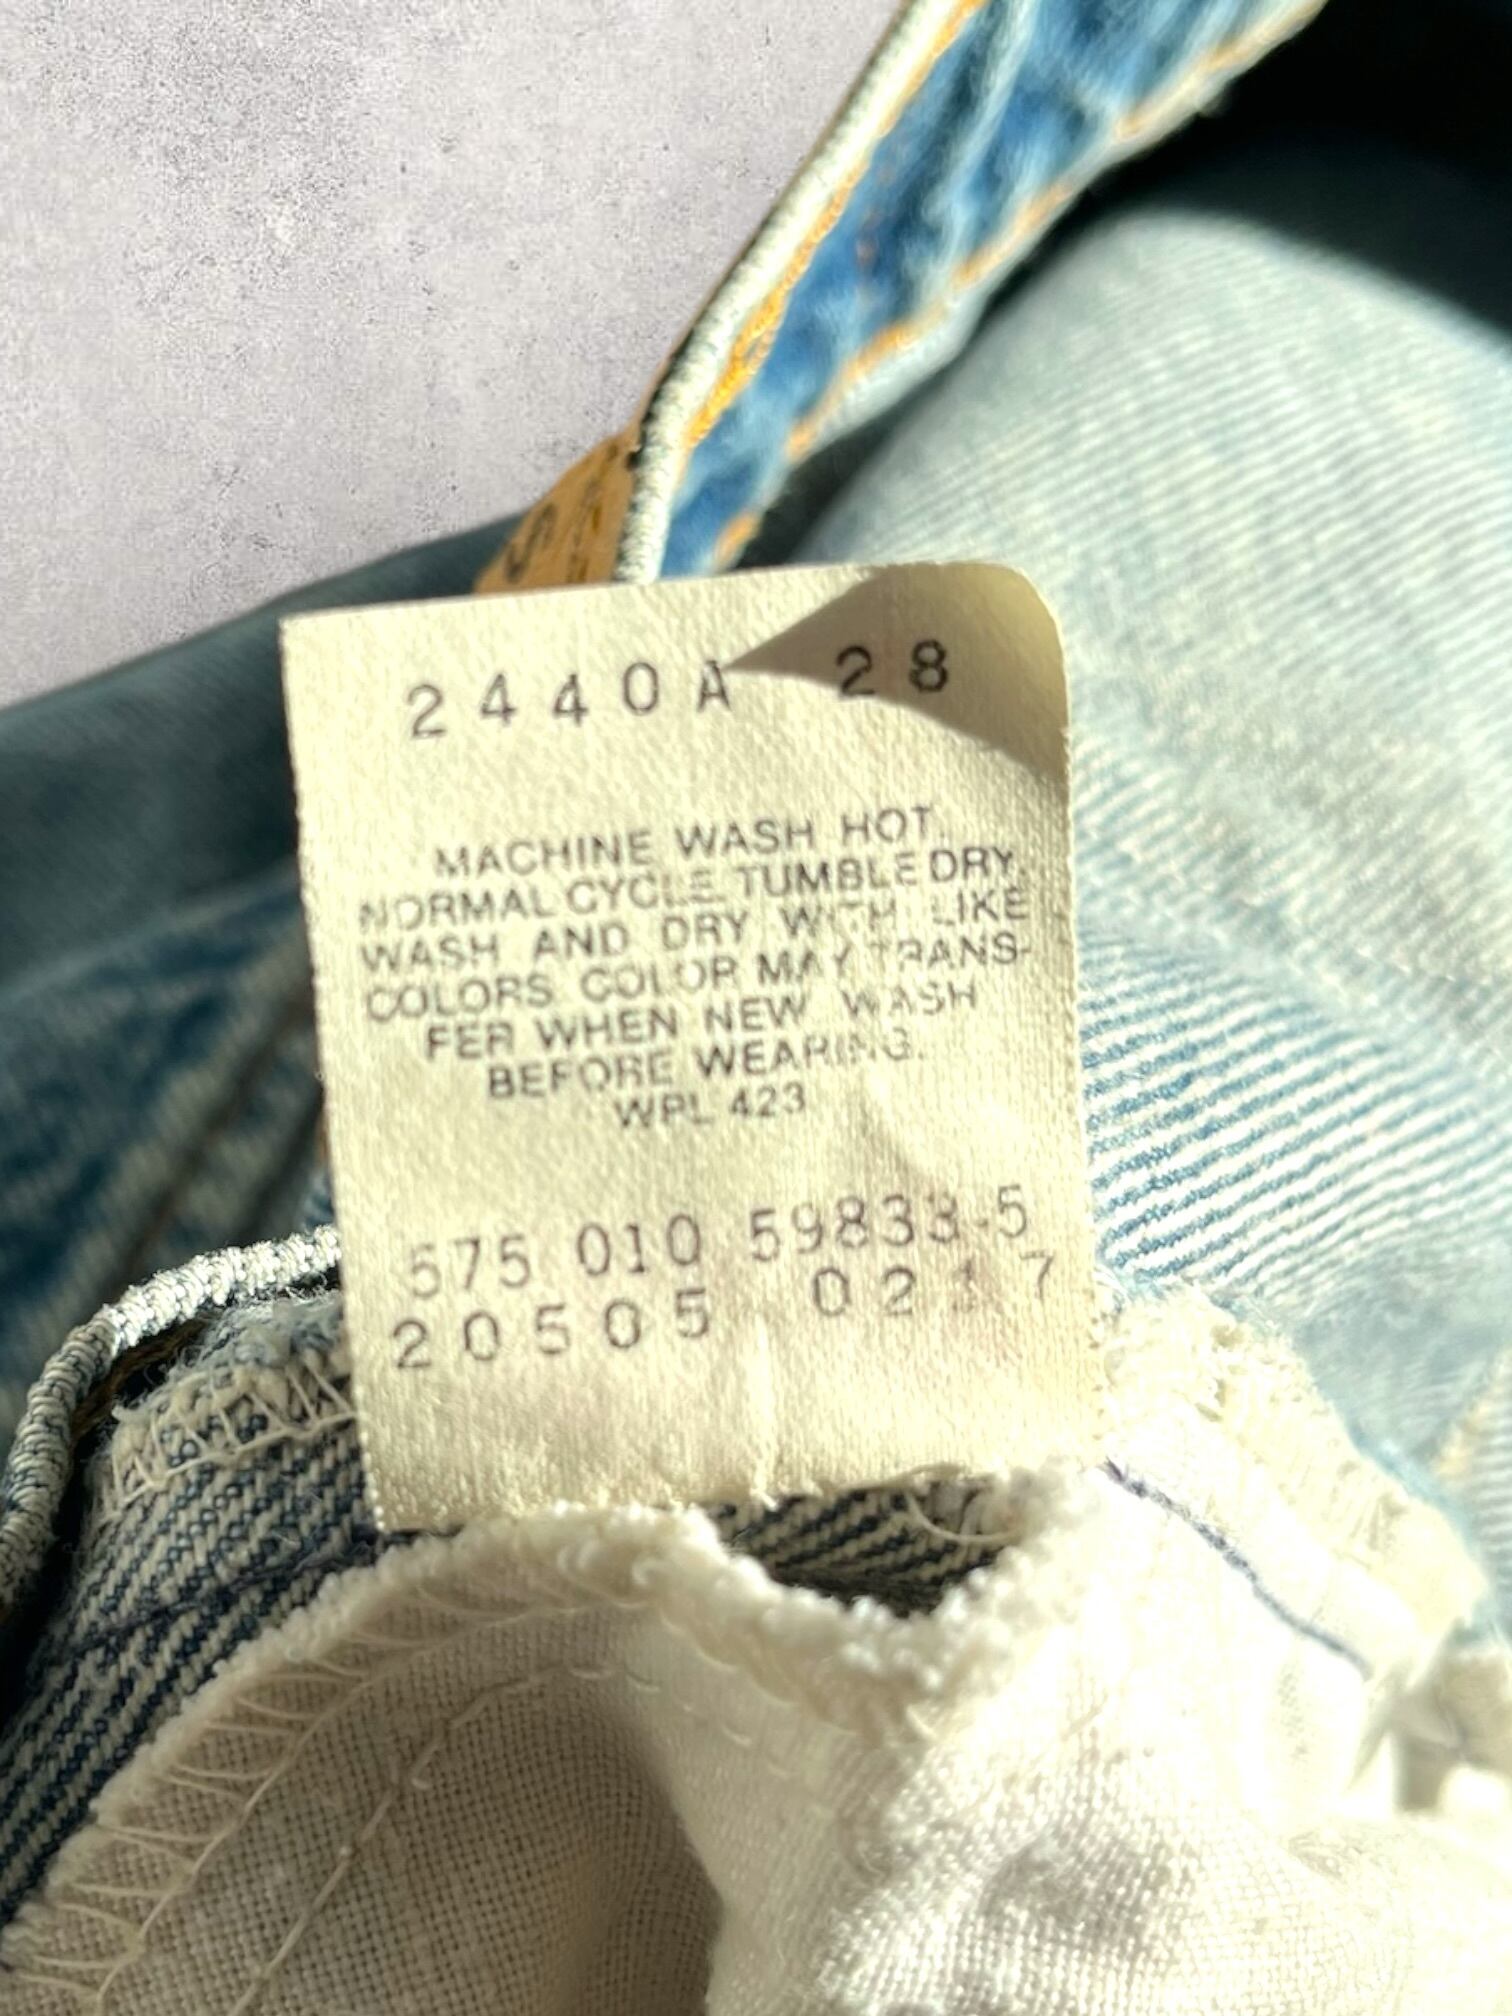 2440A 28
MACHINE WASH HOT.
NORMAL CYCLE TUMBLE DRY.
WASH AND DRY WITH LIKE
COLORS COLOR MAY TRANS-
FER WHEN NEW WASH
BEFORE WEARING.
WPL 423
575 010 59833-5
20505 0217